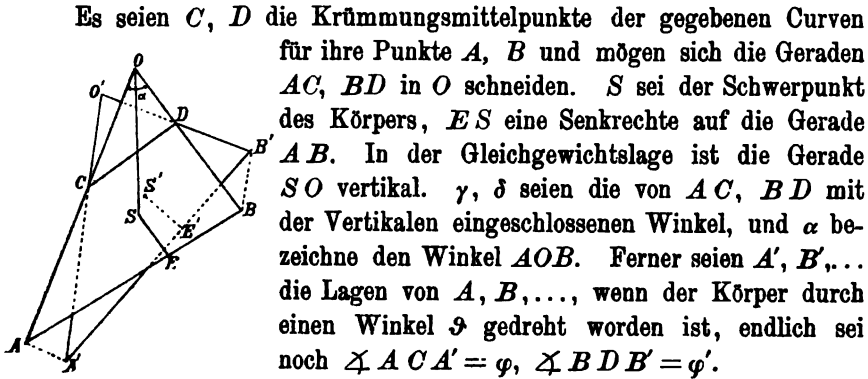 Es seien C, D die Krümmungsmittelpunkte der gegebenen Curven
für ihre Punkte A, B und mögen sich die Geraden
AC, BD in O schneiden. S sei der Schwerpunkt
des Körpers, ES eine Senkrechte auf die Gerade
AB. In der Gleichgewichtslage ist die Gerade
SO vertikal. γ, δ seien die von AC, BD mit
der Vertikalen eingeschlossenen Winkel, und α be-
zeichne den Winkel AOB. Ferner seien A', B',...
die Lagen von A, B,..., wenn der Körper durch
einen Winkel ϑ gedreht worden ist, endlich sei
noch ∡ACA' = φ, ∡BDB' = φ'.
O
O'
α
D
B'
C
S'
S
B
E'
E
A
A'